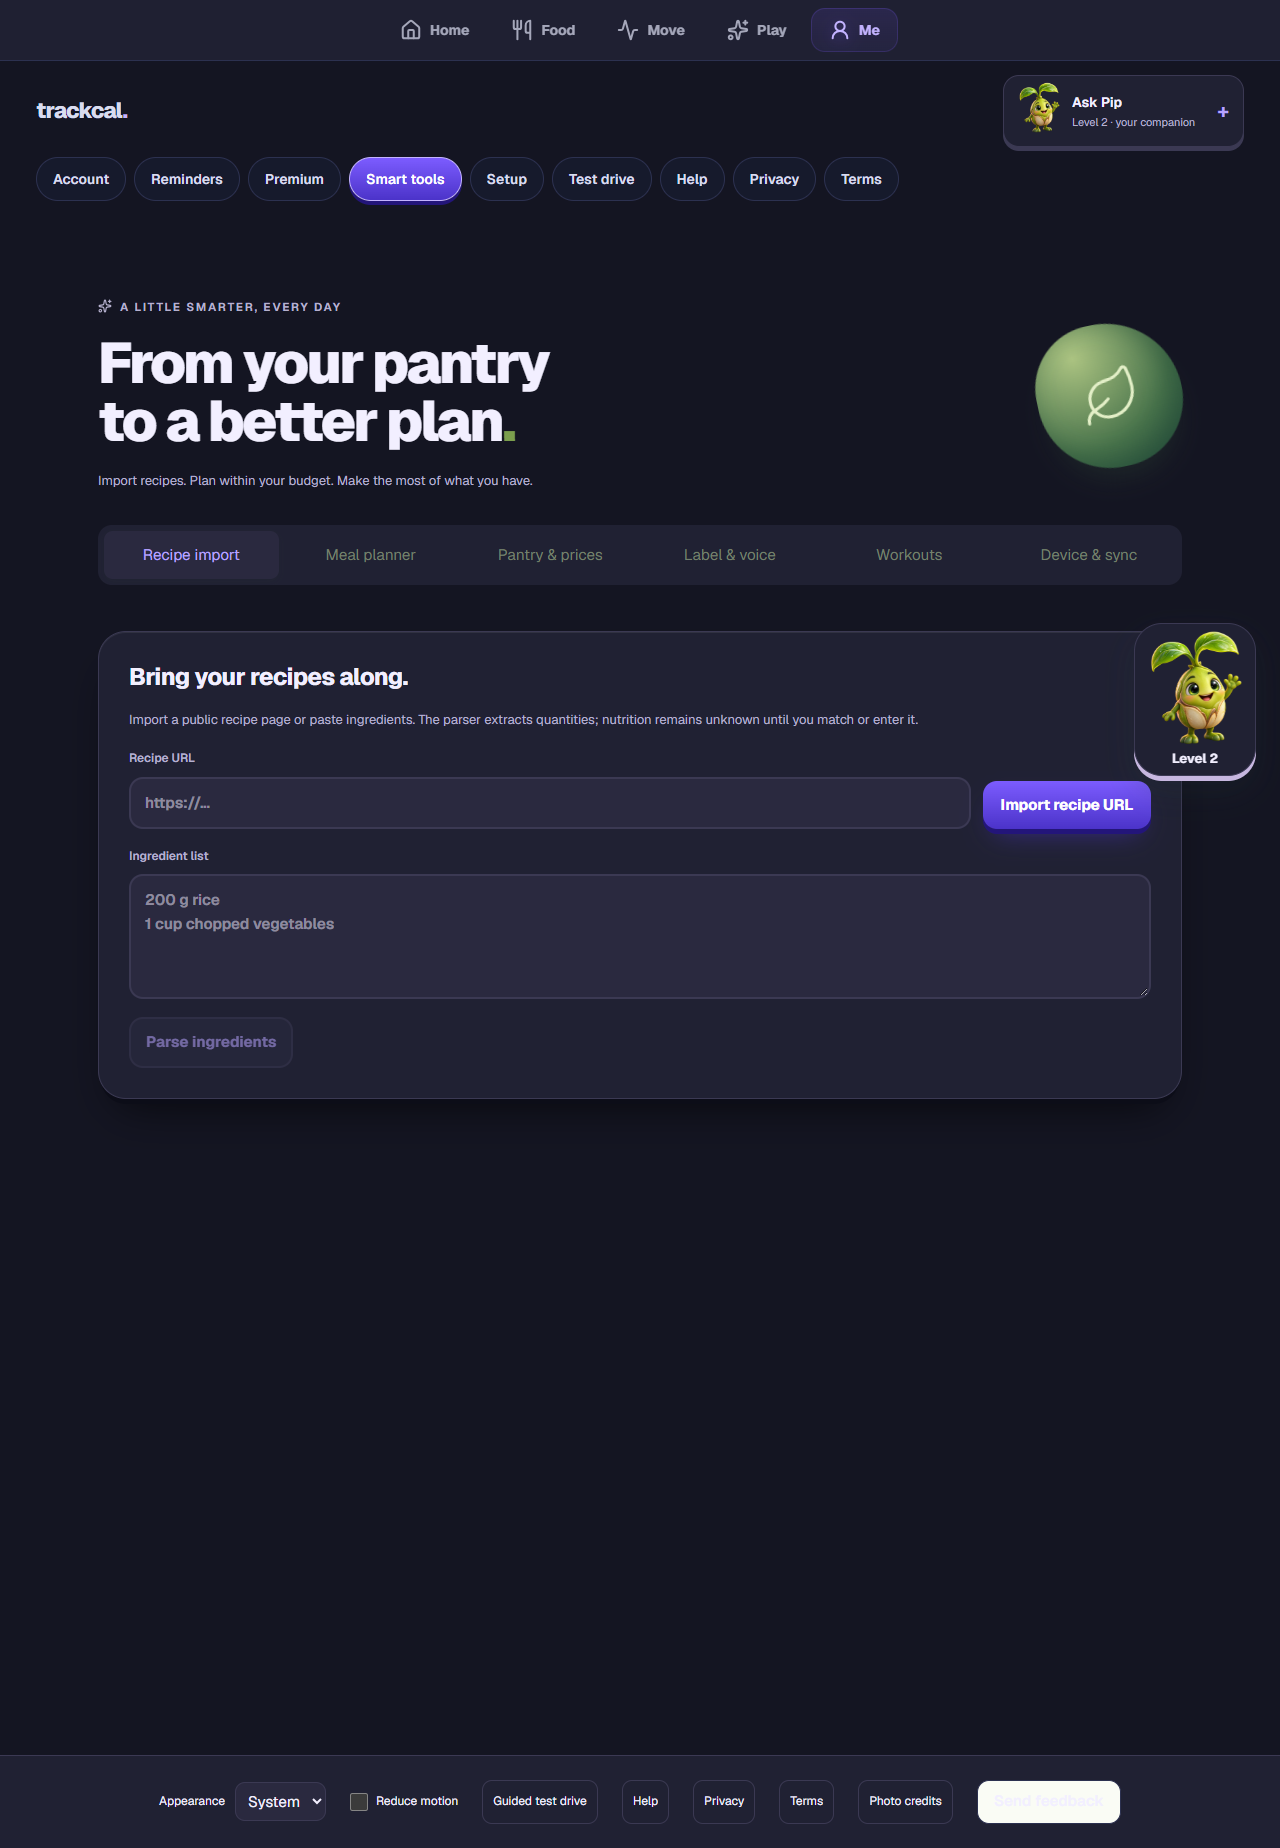 Home
Food
Move
Play
Me
trackcal.
Ask Pip
Level 2 · your companion
+
Account
Reminders
Premium
Smart tools
Setup
Test drive
Help
Privacy
Terms
A LITTLE SMARTER, EVERY DAY
From your pantry
to a better plan.
Import recipes. Plan within your budget. Make the most of what you have.
Recipe import
Meal planner
Pantry & prices
Label & voice
Workouts
Device & sync
Bring your recipes along.
Import a public recipe page or paste ingredients. The parser extracts quantities; nutrition remains unknown until you match or enter it.
Level 2
Recipe URL
https://...
Import recipe URL
Ingredient list
200 g rice
1 cup chopped vegetables
Parse ingredients
Appearance
System
Reduce motion
Guided test drive
Help
Privacy
Terms
Photo credits
Send feedback